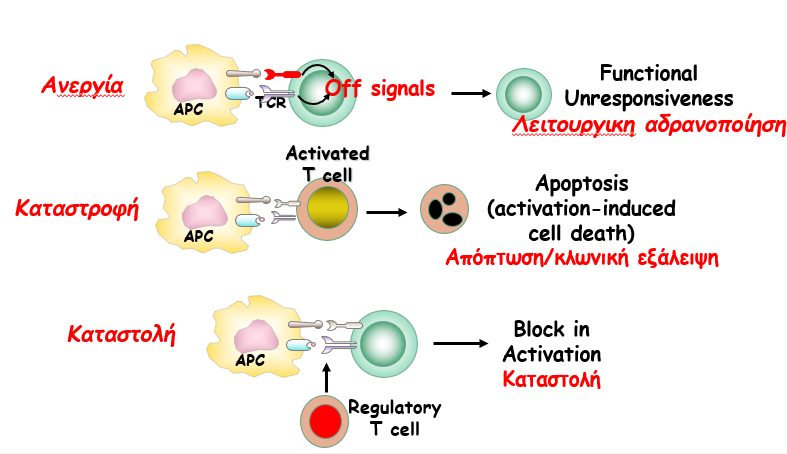 Ανεργία
APC
TCR
Off signals
Functional
Unresponsiveness
Λειτουργικη αδρανοποίηση
Καταστροφή
APC
Activated
T cell
Apoptosis
(activation-induced
cell death)
Απόπτωση/κλωνική εξάλειψη
Καταστολή
APC
Regulatory
T cell
Block in
Activation
Καταστολή